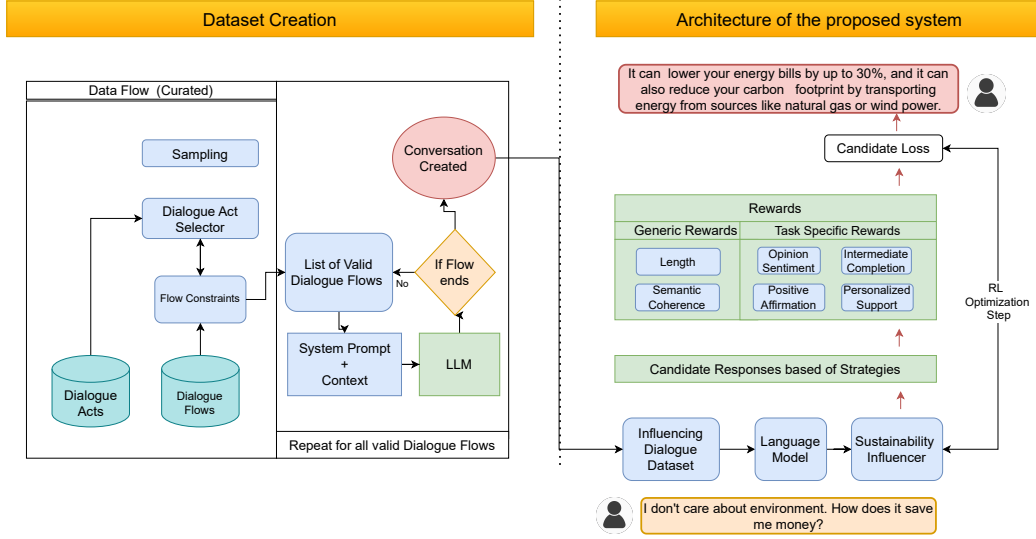 Dataset Creation
Architecture of the proposed system
Data Flow (Curated)
Sampling
Dialogue Act
Selector
Flow Constraints
Dialogue
Acts
Dialogue
Flows
Conversation
Created
List of Valid
Dialogue Flows
No
If Flow
ends
System Prompt
+
Context
LLM
Repeat for all valid Dialogue Flows
It can lower your energy bills by up to 30%, and it can
also reduce your carbon footprint by transporting
energy from sources like natural gas or wind power.
Candidate Loss
Rewards
Generic Rewards
Task Specific Rewards
Length
Semantic
Coherence
Opinion
Sentiment
Intermediate
Completion
Positive
Affirmation
Personalized
Support
RL
Optimization
Step
Candidate Responses based of Strategies
Influencing
Dialogue
Dataset
Language
Model
Sustainability
Influencer
I don't care about environment. How does it save
me money?